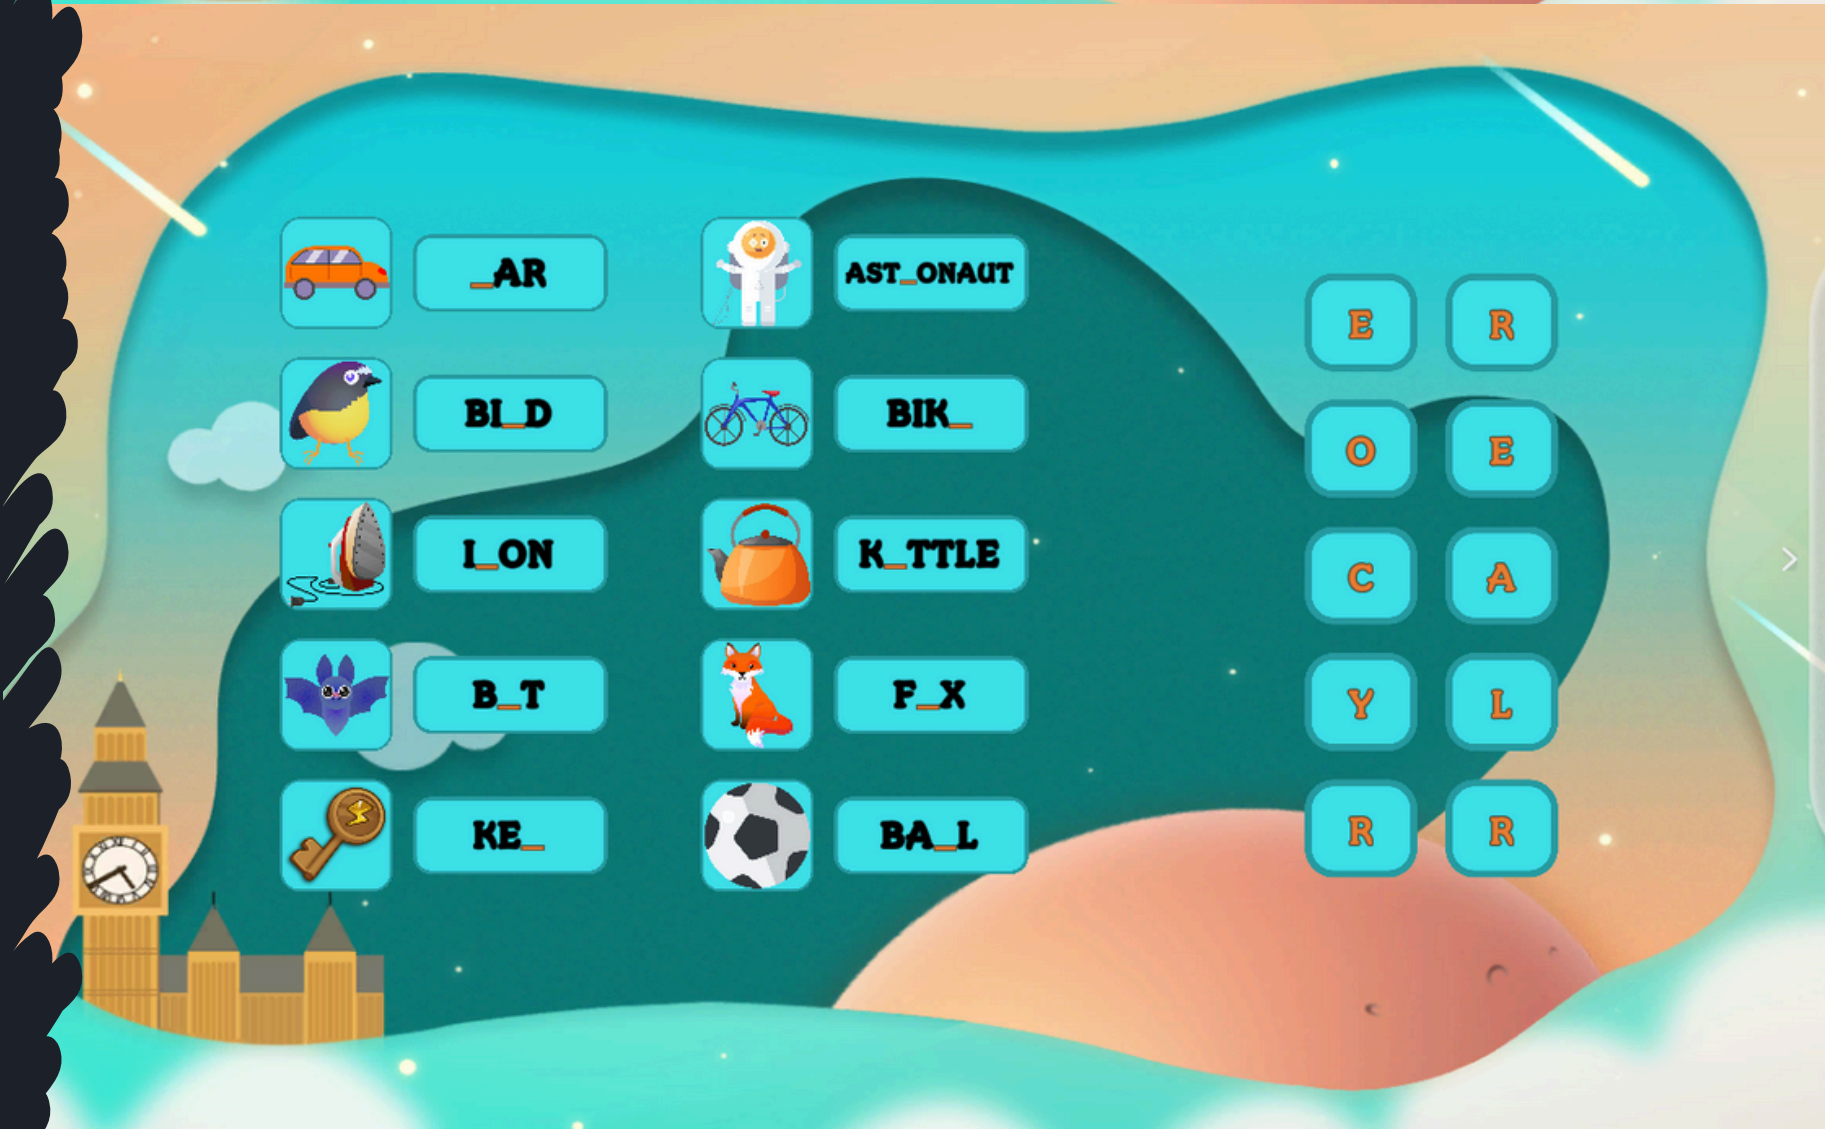 _AR
AST_ONAUT
BI_D
BIK_
I_ON
K_TTLE
B_T
F_X
KE_
BA_L
E R
O E
C A
Y L
R R